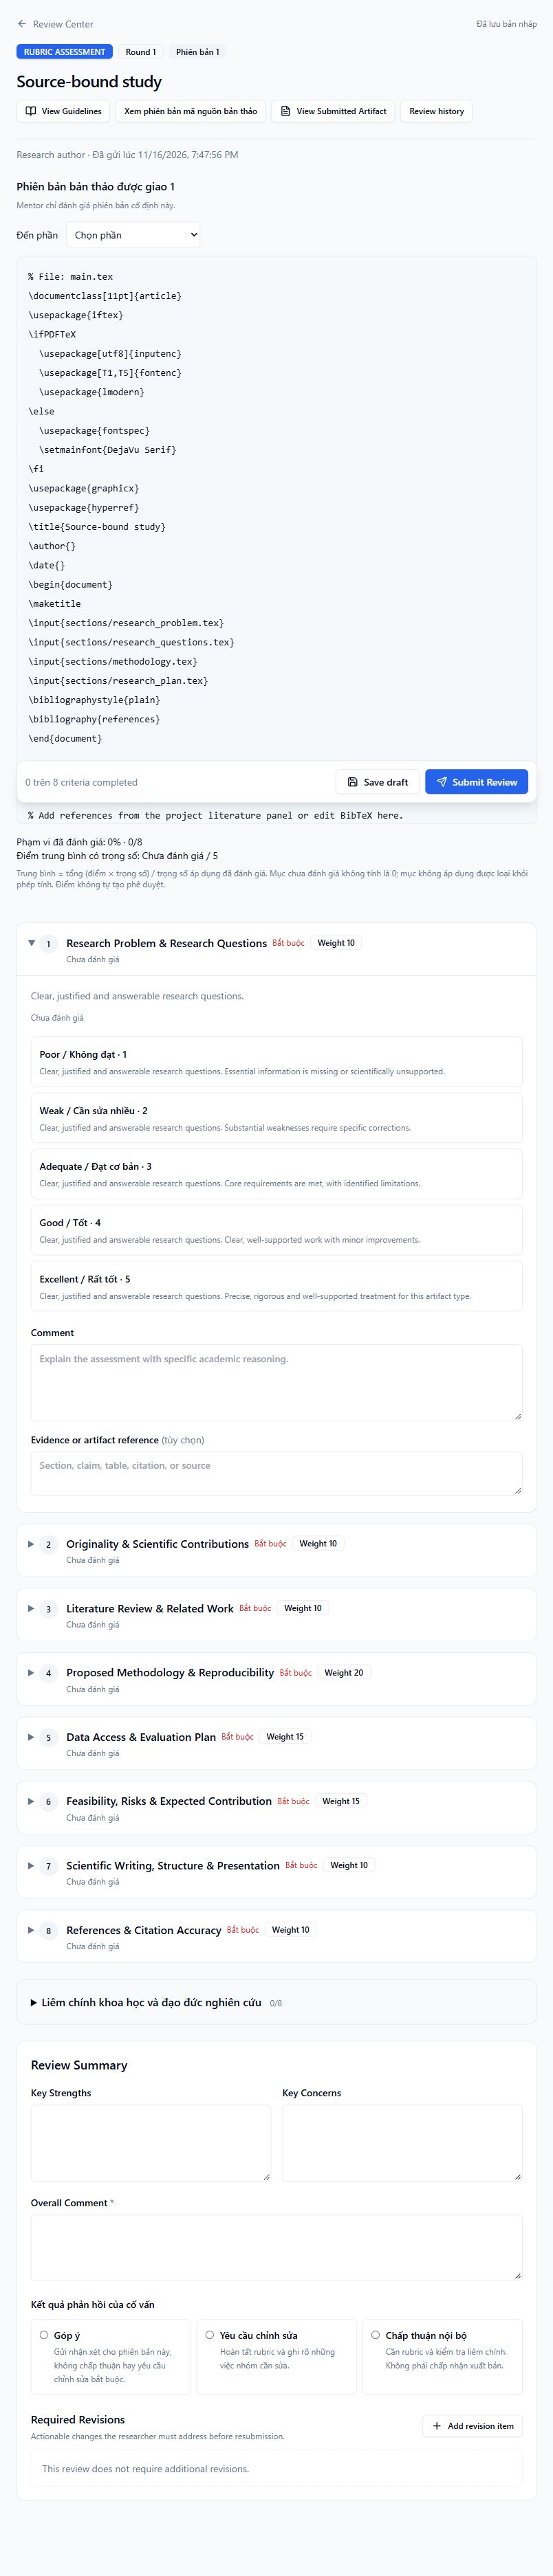 Review Center
Đã lưu bản nháp
RUBRIC ASSESSMENT
Round 1
Phiên bản 1
Source-bound study
View Guidelines
Xem phiên bản mã nguồn bản thảo
View Submitted Artifact
Review history
Research author · Đã gửi lúc 11/16/2026, 7:47:56 PM
Phiên bản bản thảo được giao 1
Mentor chỉ đánh giá phiên bản cố định này.
Đến phần
Chọn phần
% File: main.tex
\documentclass[11pt]{article}
\usepackage{iftex}
\ifPDFTeX
  \usepackage[utf8]{inputenc}
  \usepackage[T1,T5]{fontenc}
  \usepackage{lmodern}
\else
  \usepackage{fontspec}
  \setmainfont{DejaVu Serif}
\fi
\usepackage{graphicx}
\usepackage{hyperref}
\title{Source-bound study}
\author{}
\date{}
\begin{document}
\maketitle
\input{sections/research_problem.tex}
\input{sections/research_questions.tex}
\input{sections/methodology.tex}
\input{sections/research_plan.tex}
\bibliographystyle{plain}
\bibliography{references}
\end{document}
0 trên 8 criteria completed
Save draft
Submit Review
% Add references from the project literature panel or edit BibTeX here.
Phạm vi đã đánh giá: 0% · 0/8
Điểm trung bình có trọng số: Chưa đánh giá / 5
Trung bình = tổng (điểm × trọng số) / trọng số áp dụng đã đánh giá. Mục chưa đánh giá không tính là 0; mục không áp dụng được loại khỏi
phép tính. Điểm không tự tạo phê duyệt.
1
Research Problem & Research Questions
Bắt buộc
Weight 10
Chưa đánh giá
Clear, justified and answerable research questions.
Chưa đánh giá
Poor / Không đạt · 1
Clear, justified and answerable research questions. Essential information is missing or scientifically unsupported.
Weak / Cần sửa nhiều · 2
Clear, justified and answerable research questions. Substantial weaknesses require specific corrections.
Adequate / Đạt cơ bản · 3
Clear, justified and answerable research questions. Core requirements are met, with identified limitations.
Good / Tốt · 4
Clear, justified and answerable research questions. Clear, well-supported work with minor improvements.
Excellent / Rất tốt · 5
Clear, justified and answerable research questions. Precise, rigorous and well-supported treatment for this artifact type.
Comment
Explain the assessment with specific academic reasoning.
Evidence or artifact reference (tùy chọn)
Section, claim, table, citation, or source
2
Originality & Scientific Contributions
Bắt buộc
Weight 10
Chưa đánh giá
3
Literature Review & Related Work
Bắt buộc
Weight 10
Chưa đánh giá
4
Proposed Methodology & Reproducibility
Bắt buộc
Weight 20
Chưa đánh giá
5
Data Access & Evaluation Plan
Bắt buộc
Weight 15
Chưa đánh giá
6
Feasibility, Risks & Expected Contribution
Bắt buộc
Weight 15
Chưa đánh giá
7
Scientific Writing, Structure & Presentation
Bắt buộc
Weight 10
Chưa đánh giá
8
References & Citation Accuracy
Bắt buộc
Weight 10
Chưa đánh giá
Liêm chính khoa học và đạo đức nghiên cứu
0/8
Review Summary
Key Strengths
Key Concerns
Overall Comment *
Kết quả phản hồi của cố vấn
Góp ý
Gửi nhận xét cho phiên bản này,
không chấp thuận hay yêu cầu
chỉnh sửa bắt buộc.
Yêu cầu chỉnh sửa
Hoàn tất rubric và ghi rõ những
việc nhóm cần sửa.
Chấp thuận nội bộ
Cần rubric và kiểm tra liêm chính.
Không phải chấp nhận xuất bản.
Required Revisions
Actionable changes the researcher must address before resubmission.
Add revision item
This review does not require additional revisions.